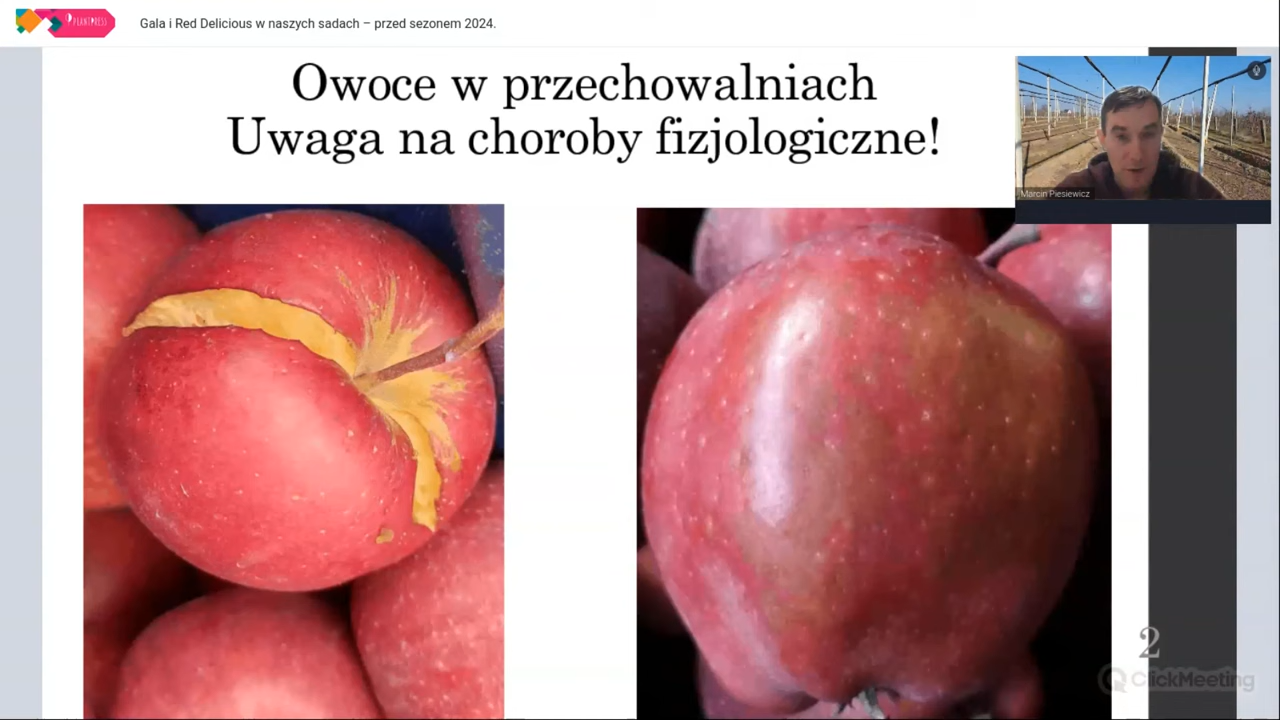 PLANTPRESS
Gala i Red Delicious w naszych sadach – przed sezonem 2024.
Owoce w przechowalniach
Uwaga na choroby fizjologiczne!
Marcin Piesiewicz
2
ClickMeeting